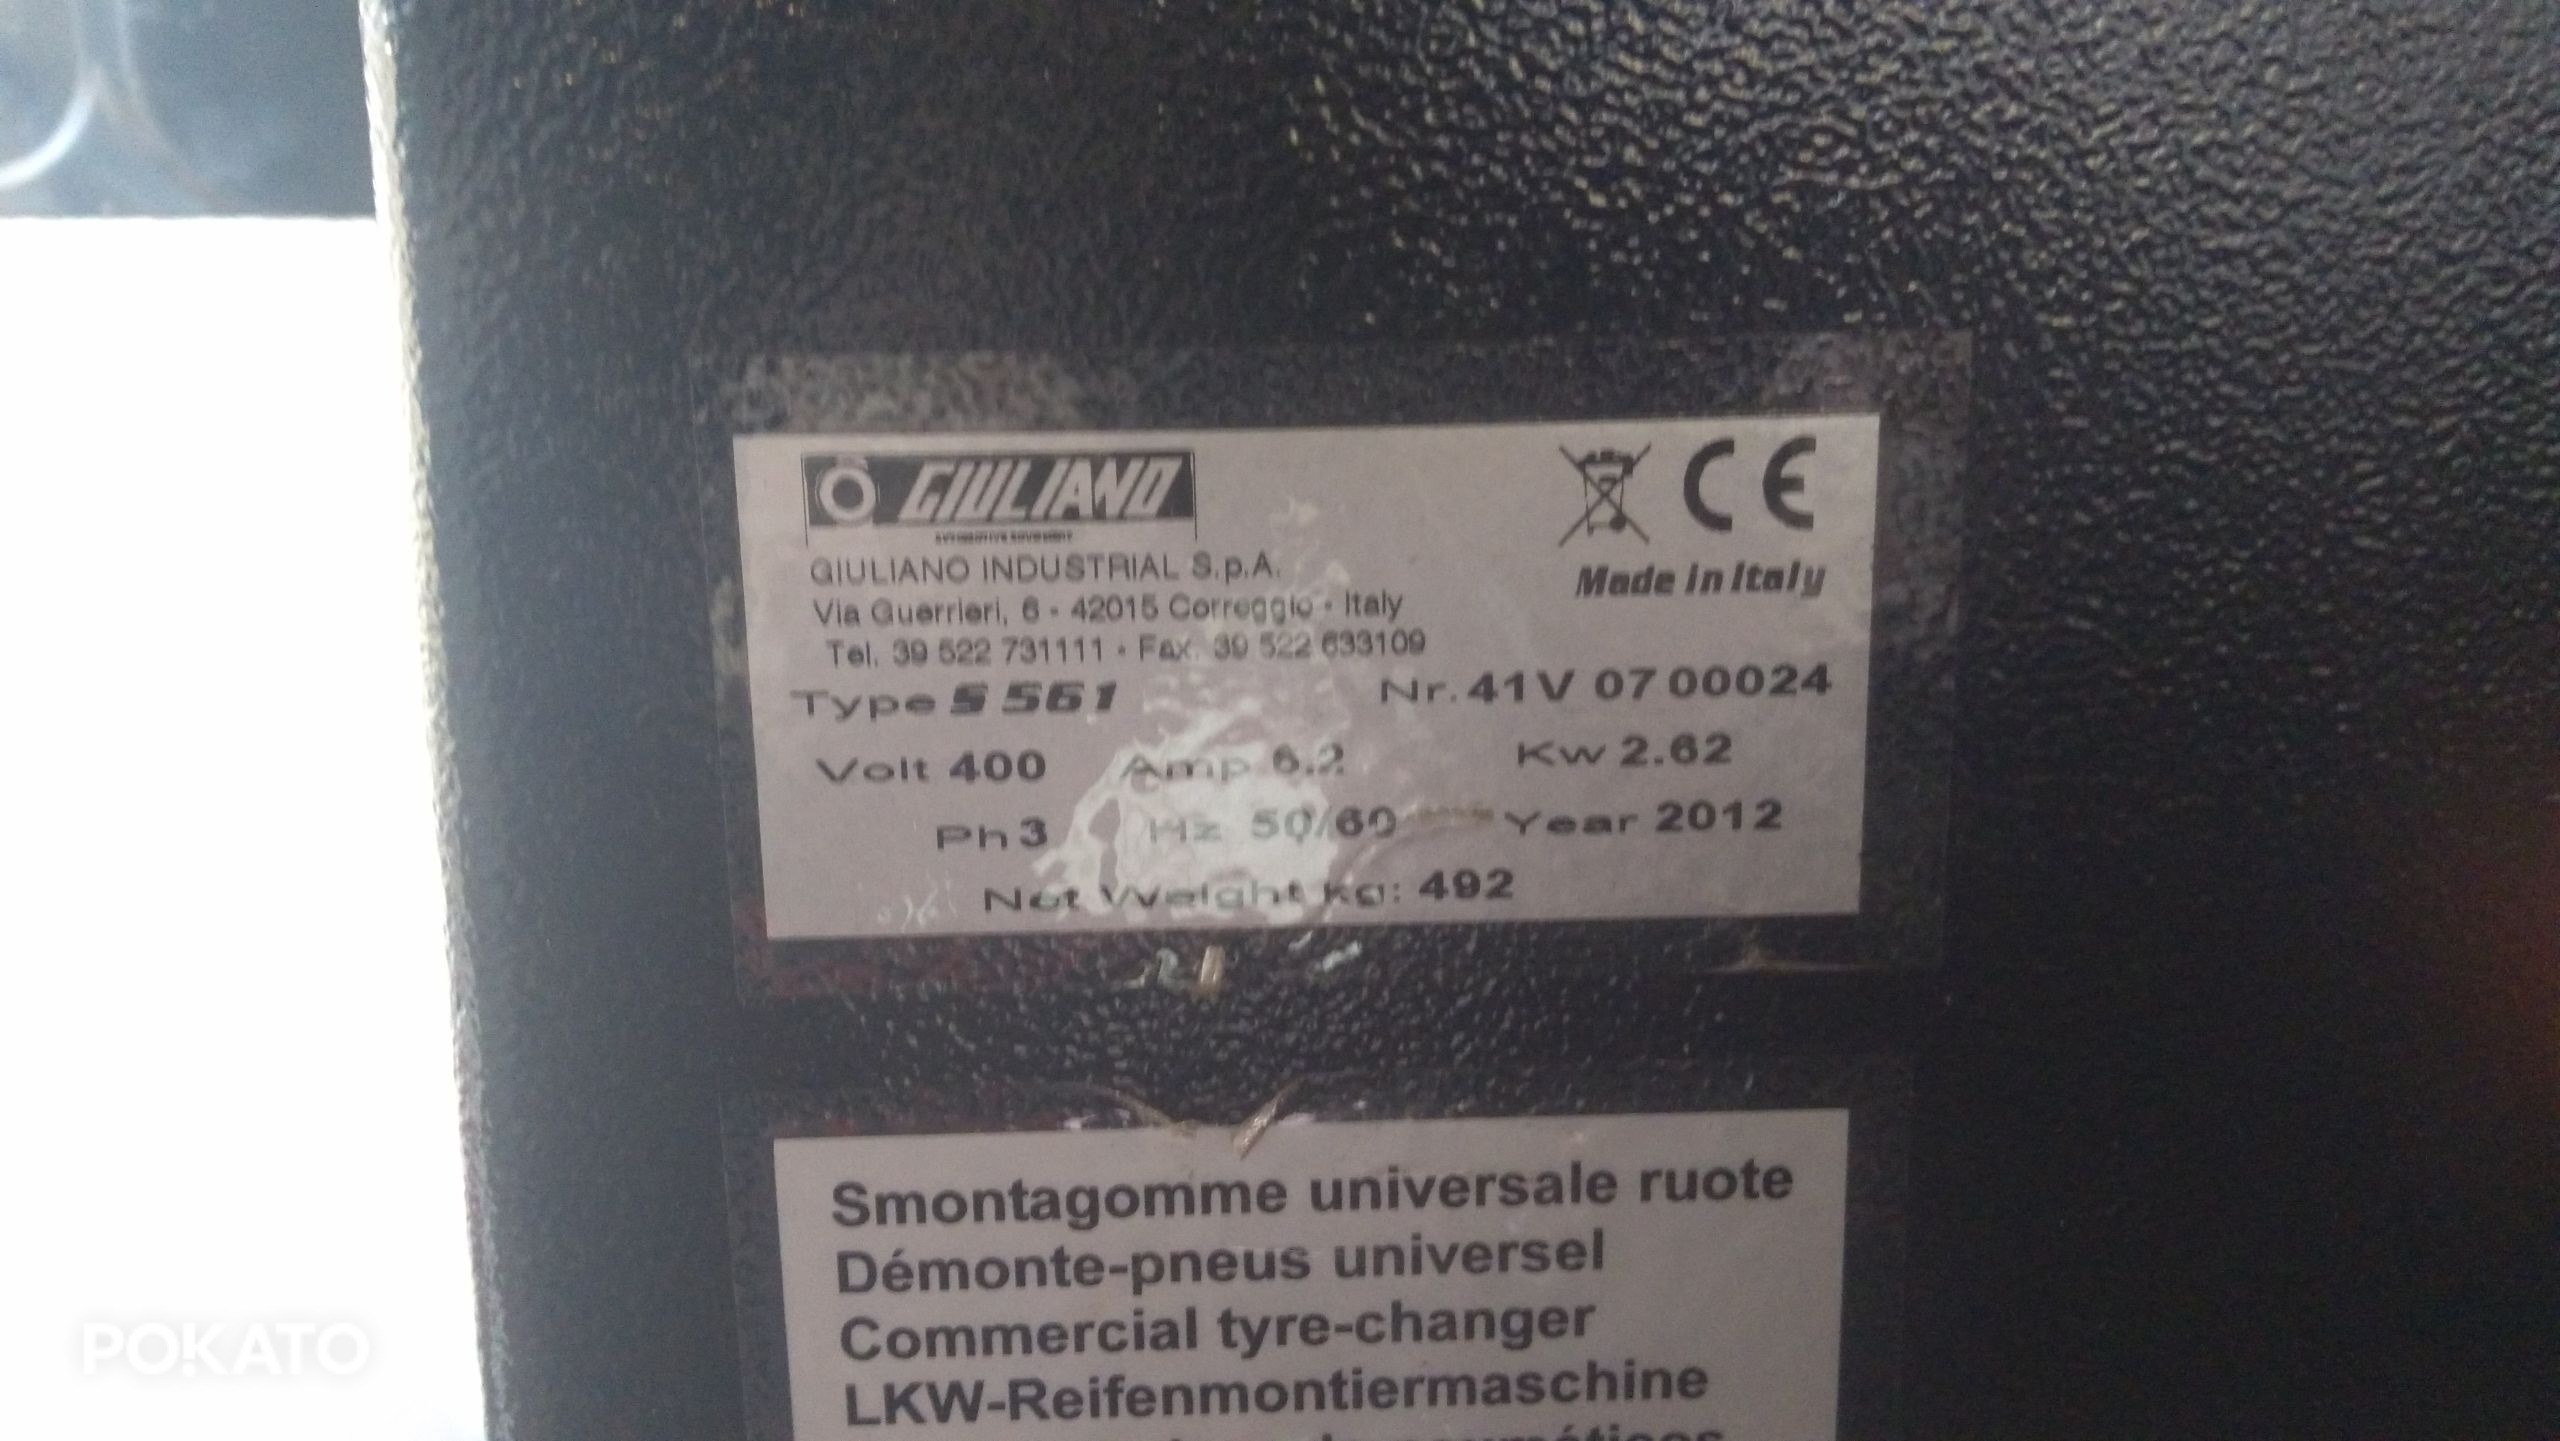 GIULIANO
GIULIANO INDUSTRIAL S.p.A.
Via Guerrieri, 6 - 42015 Correggio - Italy
Tel. 39 522 731111 - Fax. 39 522 633109
CE
Made in Italy
Type S 561 Nr. 41V 0700024
Volt 400 Amp 6.2 Kw 2.62
Ph 3 Hz 50/60 Year 2012
Net Weight kg: 492
Smontagomme universale ruote
Démonte-pneus universel
Commercial tyre-changer
LKW-Reifenmontiermaschine
POKATO